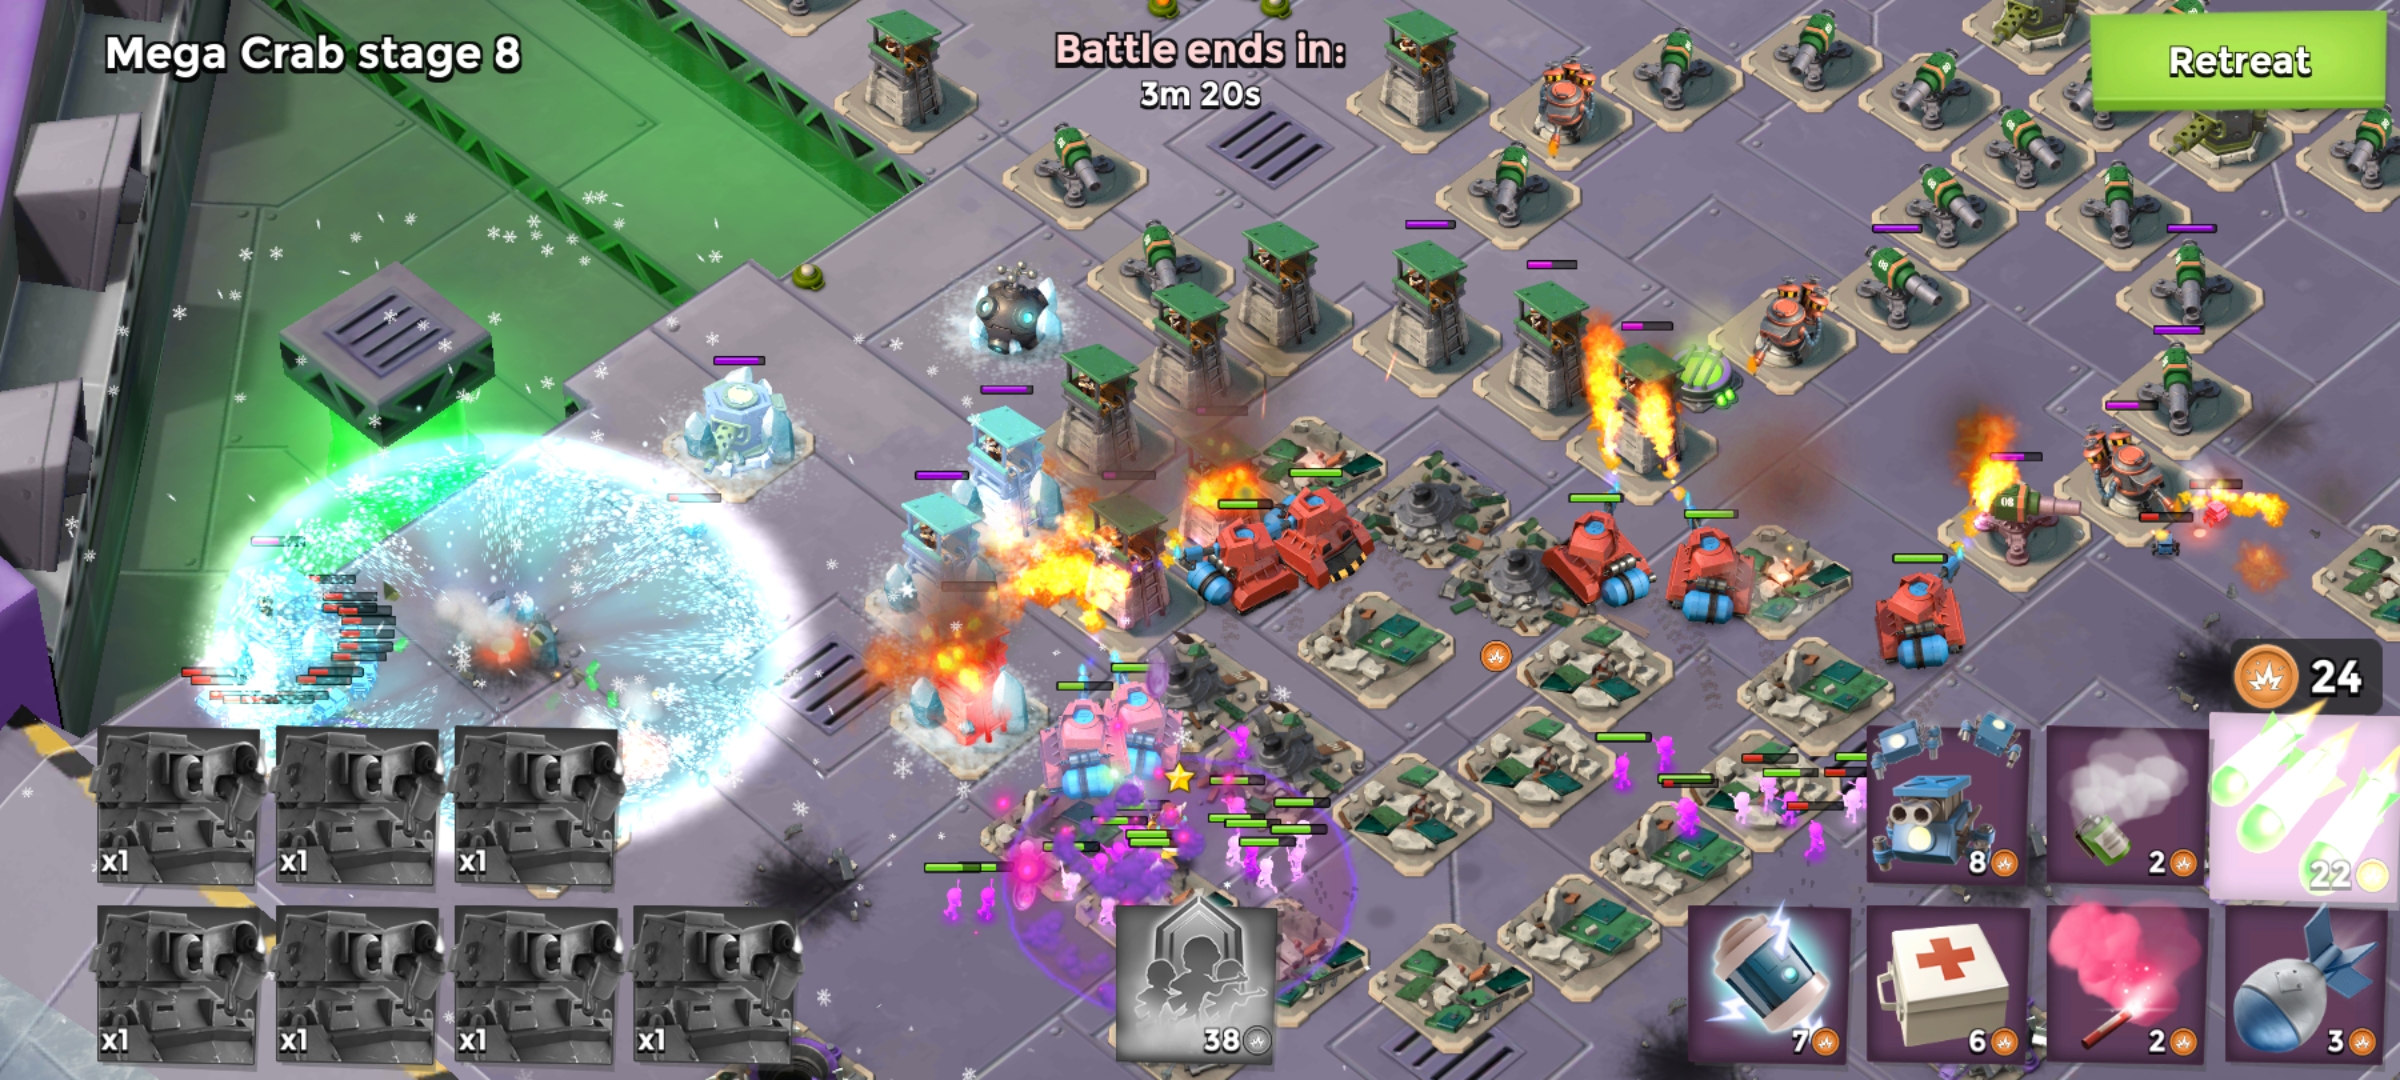 Mega Crab stage 8
Battle ends in:
3m 20s
Retreat
24
8
2
22
x1
x1
x1
x1
x1
x1
x1
38
7
6
2
3